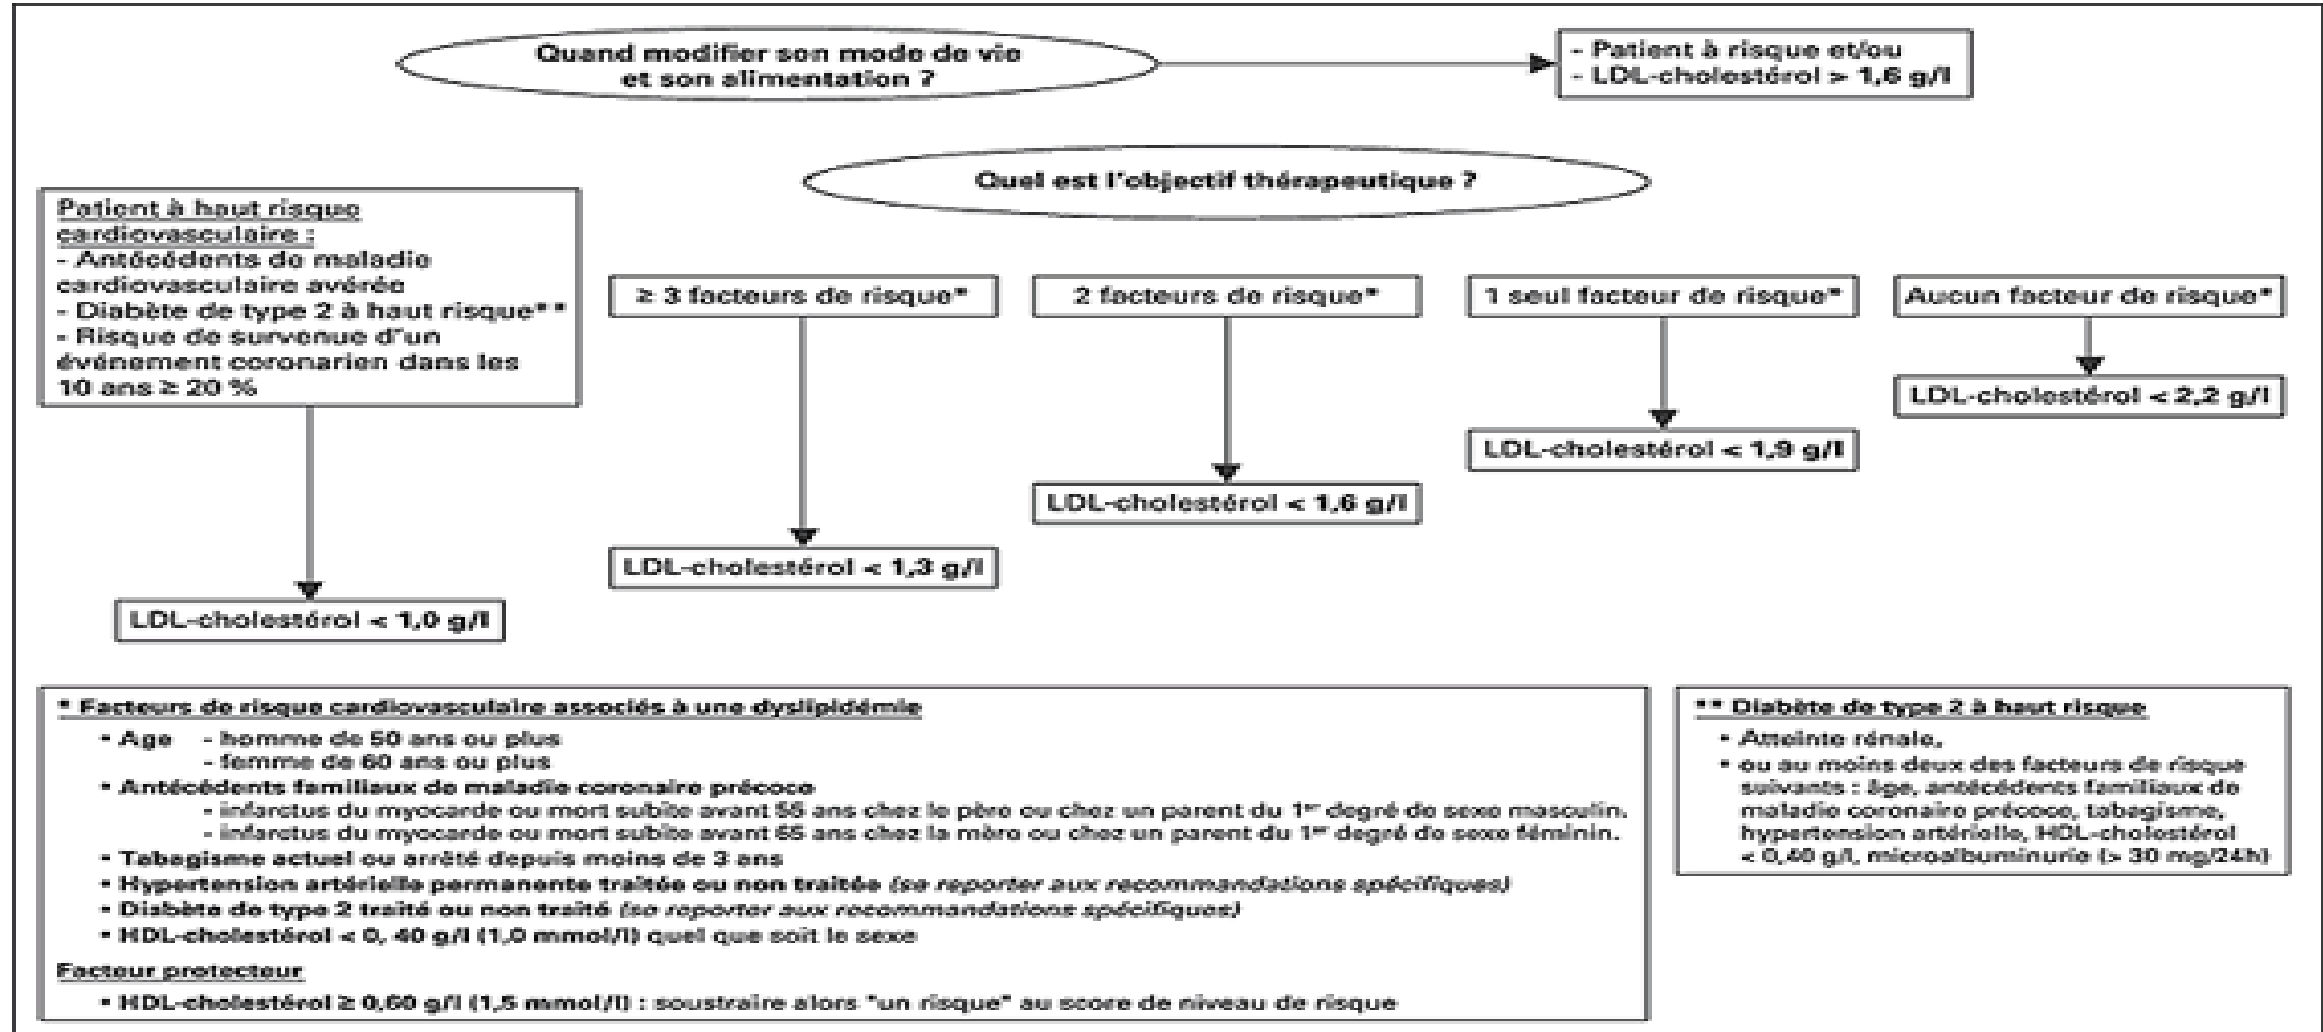 Quand modifier son mode de vie
et son alimentation ?
- Patient à risque et/ou
- LDL-cholestérol > 1,6 g/l
Quel est l'objectif thérapeutique ?
Patient à haut risque
cardiovasculaire :
- Antécédents de maladie
cardiovasculaire avérée
- Diabète de type 2 à haut risque**
- Risque de survenue d'un
événement coronarien dans les
10 ans ≥ 20 %
≥ 3 facteurs de risque*
2 facteurs de risque*
1 seul facteur de risque*
Aucun facteur de risque*
LDL-cholestérol < 2,2 g/l
LDL-cholestérol < 1,9 g/l
LDL-cholestérol < 1,6 g/l
LDL-cholestérol < 1,3 g/l
LDL-cholestérol < 1,0 g/l
* Facteurs de risque cardiovasculaire associés à une dyslipidémie
• Age - homme de 50 ans ou plus
- femme de 60 ans ou plus
• Antécédents familiaux de maladie coronaire précoce
- infarctus du myocarde ou mort subite avant 55 ans chez le père ou chez un parent du 1er degré de sexe masculin.
- infarctus du myocarde ou mort subite avant 65 ans chez la mère ou chez un parent du 1er degré de sexe féminin.
• Tabagisme actuel ou arrêté depuis moins de 3 ans
• Hypertension artérielle permanente traitée ou non traitée (se reporter aux recommandations spécifiques)
• Diabète de type 2 traité ou non traité (se reporter aux recommandations spécifiques)
• HDL-cholestérol < 0, 40 g/l (1,0 mmol/l) quel que soit le sexe
Facteur protecteur
• HDL-cholestérol ≥ 0,60 g/l (1,5 mmol/l) : soustraire alors "un risque" au score de niveau de risque
** Diabète de type 2 à haut risque
• Atteinte rénale,
• ou au moins deux des facteurs de risque
suivants : âge, antécédents familiaux de
maladie coronaire précoce, tabagisme,
hypertension artérielle, HDL-cholestérol
< 0,40 g/l, microalbuminurie (> 30 mg/24h)